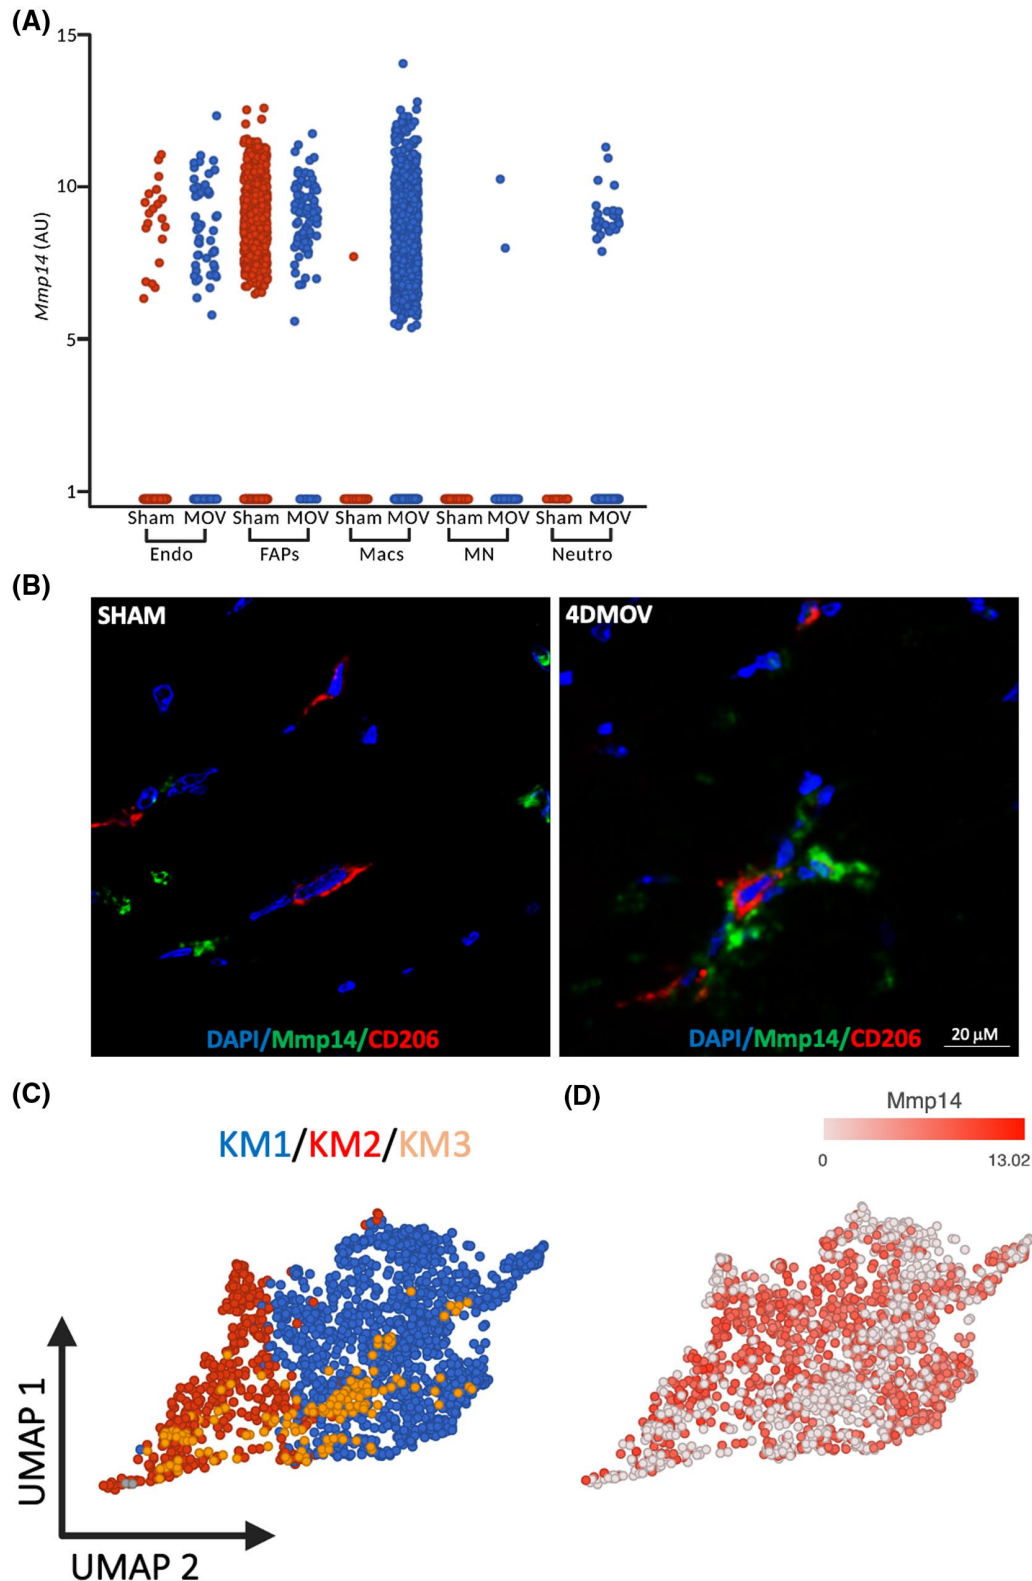 (A)
15
10
5
1
Mmp14 (AU)
Sham MOV Sham MOV Sham MOV Sham MOV Sham MOV
Endo FAPs Macs MN Neutro
(B)
SHAM 4DMOV
DAPI/Mmp14/CD206 DAPI/Mmp14/CD206 20 µM
(C) (D)
Mmp14
0 13.02
KM1/KM2/KM3
UMAP 1
UMAP 2